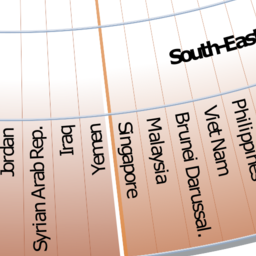 South-East
Jordan
Syrian Arab Rep.
Iraq
Yemen
Singapore
Malaysia
Brunei Darussal.
Viet Nam
Philippines